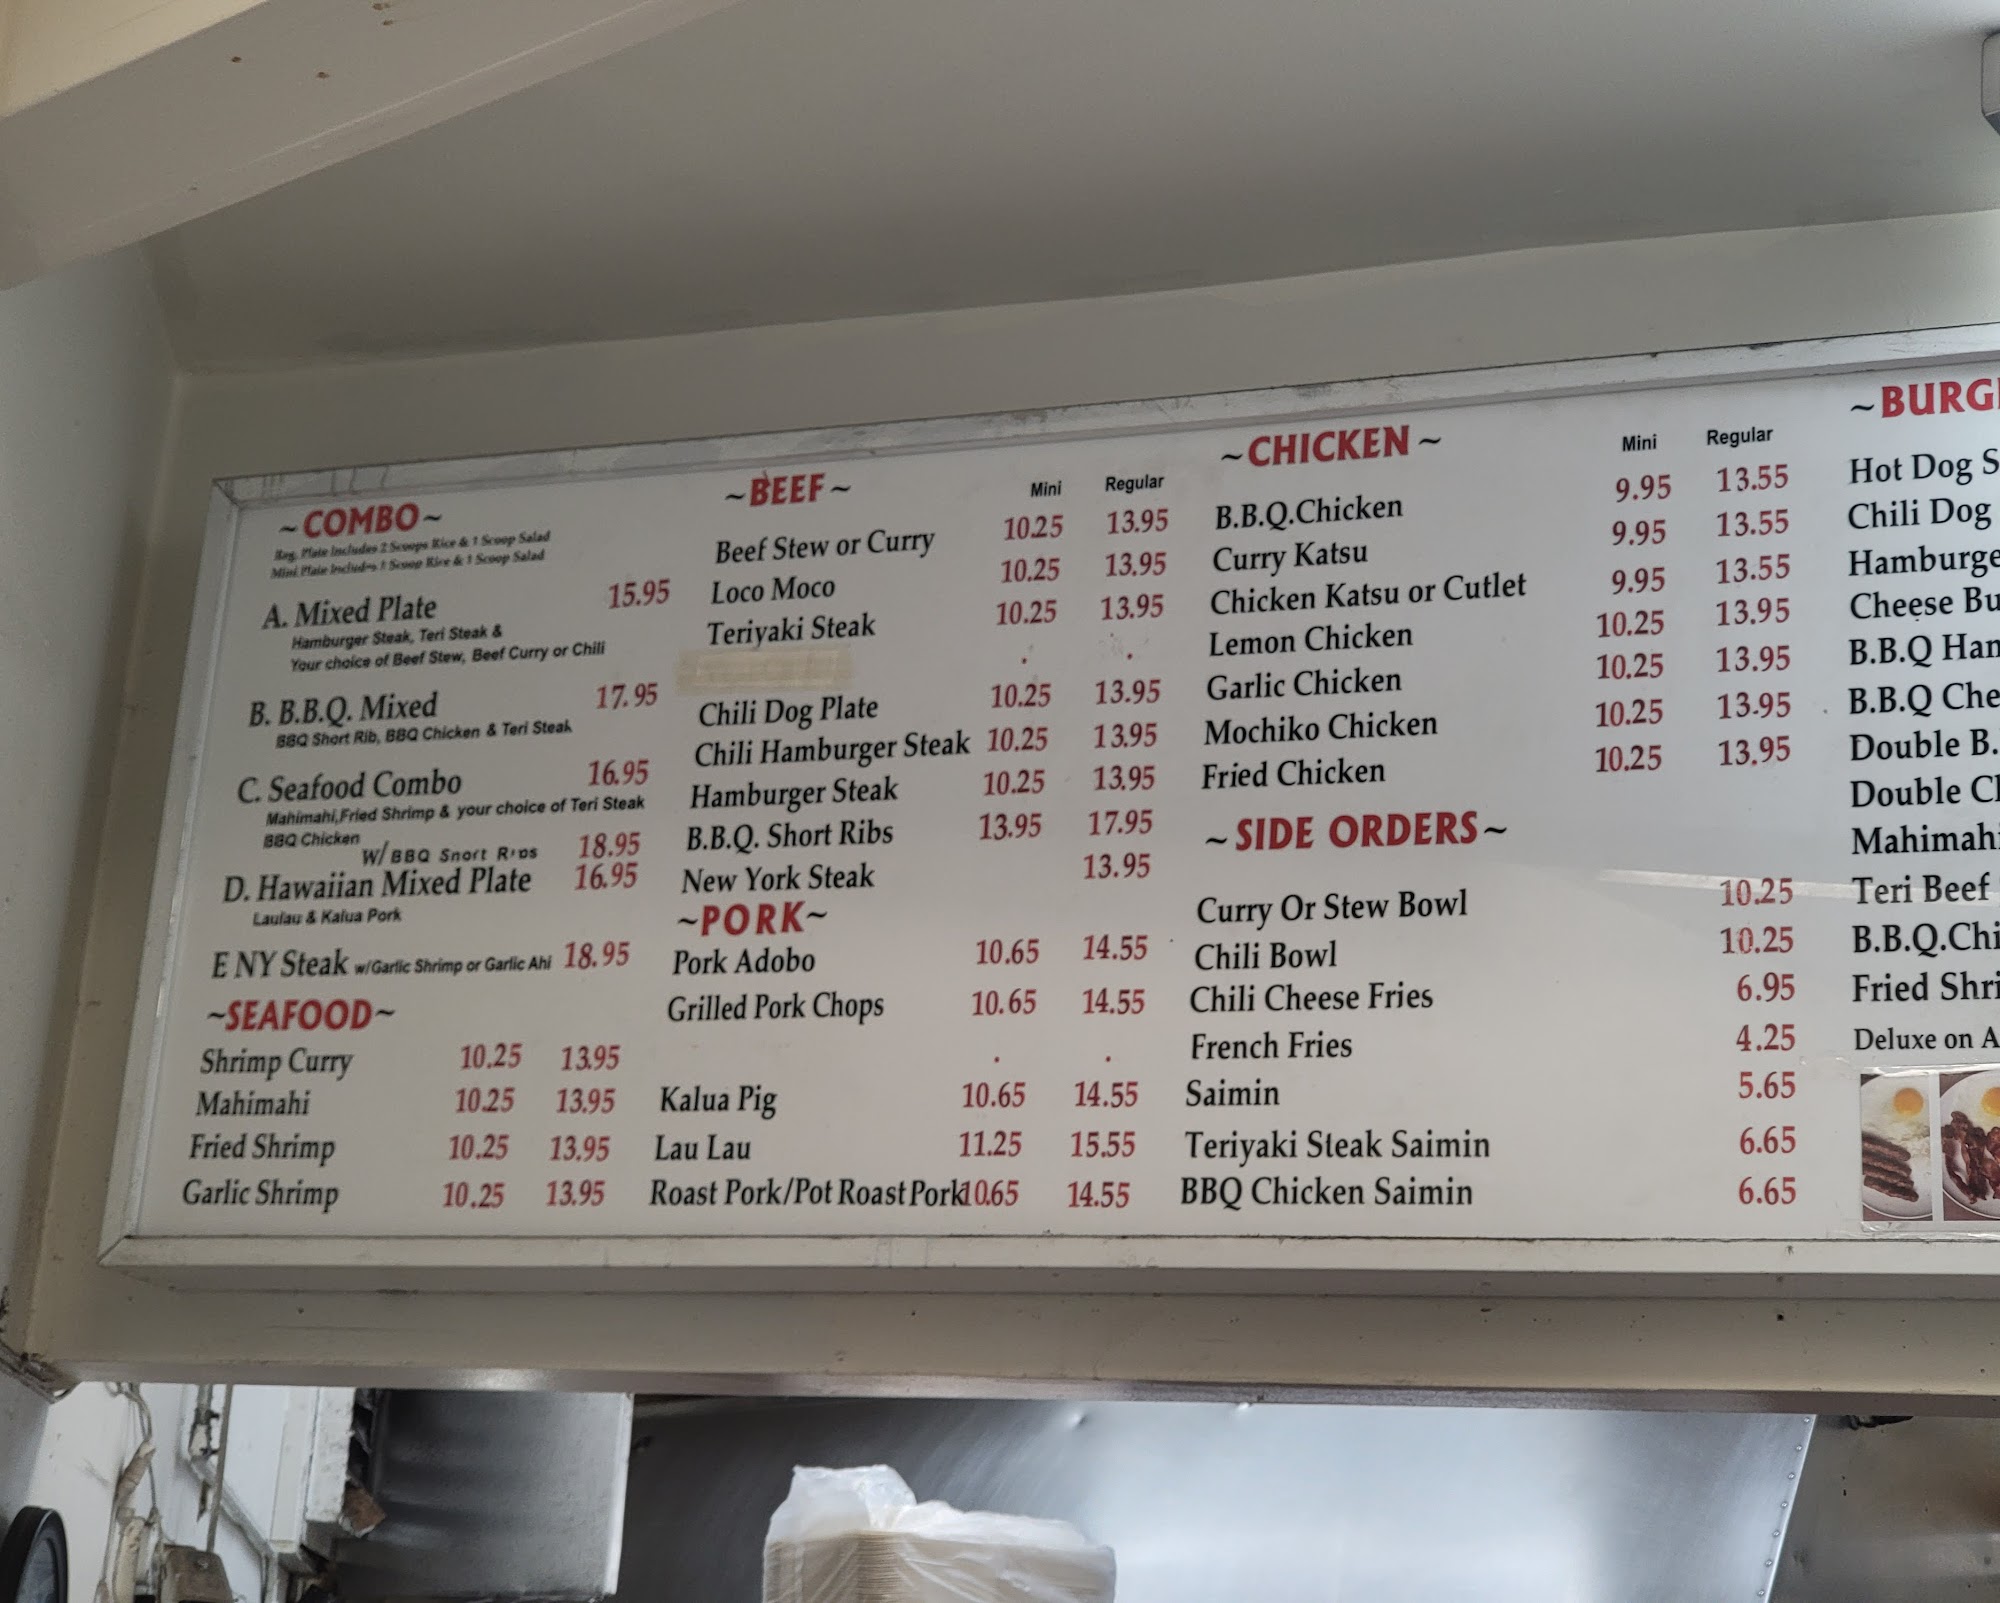 ~COMBO~
Reg. Plate Includes 2 Scoops Rice & 1 Scoop Salad
Mini Plate Includes 1 Scoop Rice & 1 Scoop Salad
A. Mixed Plate 15.95
Hamburger Steak, Teri Steak &
Your choice of Beef Stew, Beef Curry or Chili
B. B.B.Q. Mixed 17.95
BBQ Short Rib, BBQ Chicken & Teri Steak
C. Seafood Combo 16.95
Mahimahi,Fried Shrimp & your choice of Teri Steak
BBQ Chicken
W/BBQ Short Ribs 18.95
D. Hawaiian Mixed Plate 16.95
Laulau & Kalua Pork
E NY Steak w/Garlic Shrimp or Garlic Ahi 18.95
~SEAFOOD~
Shrimp Curry 10.25 13.95
Mahimahi 10.25 13.95
Fried Shrimp 10.25 13.95
Garlic Shrimp 10.25 13.95
~BEEF~
Mini Regular
Beef Stew or Curry 10.25 13.95
Loco Moco 10.25 13.95
Teriyaki Steak 10.25 13.95
. .
Chili Dog Plate 10.25 13.95
Chili Hamburger Steak 10.25 13.95
Hamburger Steak 10.25 13.95
B.B.Q. Short Ribs 13.95 17.95
New York Steak 13.95
~PORK~
Pork Adobo 10.65 14.55
Grilled Pork Chops 10.65 14.55
. .
Kalua Pig 10.65 14.55
Lau Lau 11.25 15.55
Roast Pork/Pot Roast Pork 10.65 14.55
~CHICKEN~
Mini Regular
B.B.Q.Chicken 9.95 13.55
Curry Katsu 9.95 13.55
Chicken Katsu or Cutlet 9.95 13.55
Lemon Chicken 10.25 13.95
Garlic Chicken 10.25 13.95
Mochiko Chicken 10.25 13.95
Fried Chicken 10.25 13.95
~SIDE ORDERS~
Curry Or Stew Bowl 10.25
Chili Bowl 10.25
Chili Cheese Fries 6.95
French Fries 4.25
Saimin 5.65
Teriyaki Steak Saimin 6.65
BBQ Chicken Saimin 6.65
~BURG
Hot Dog S
Chili Dog
Hamburge
Cheese Bu
B.B.Q Ham
B.B.Q Che
Double B.
Double Ch
Mahimahi
Teri Beef
B.B.Q.Chi
Fried Shri
Deluxe on A